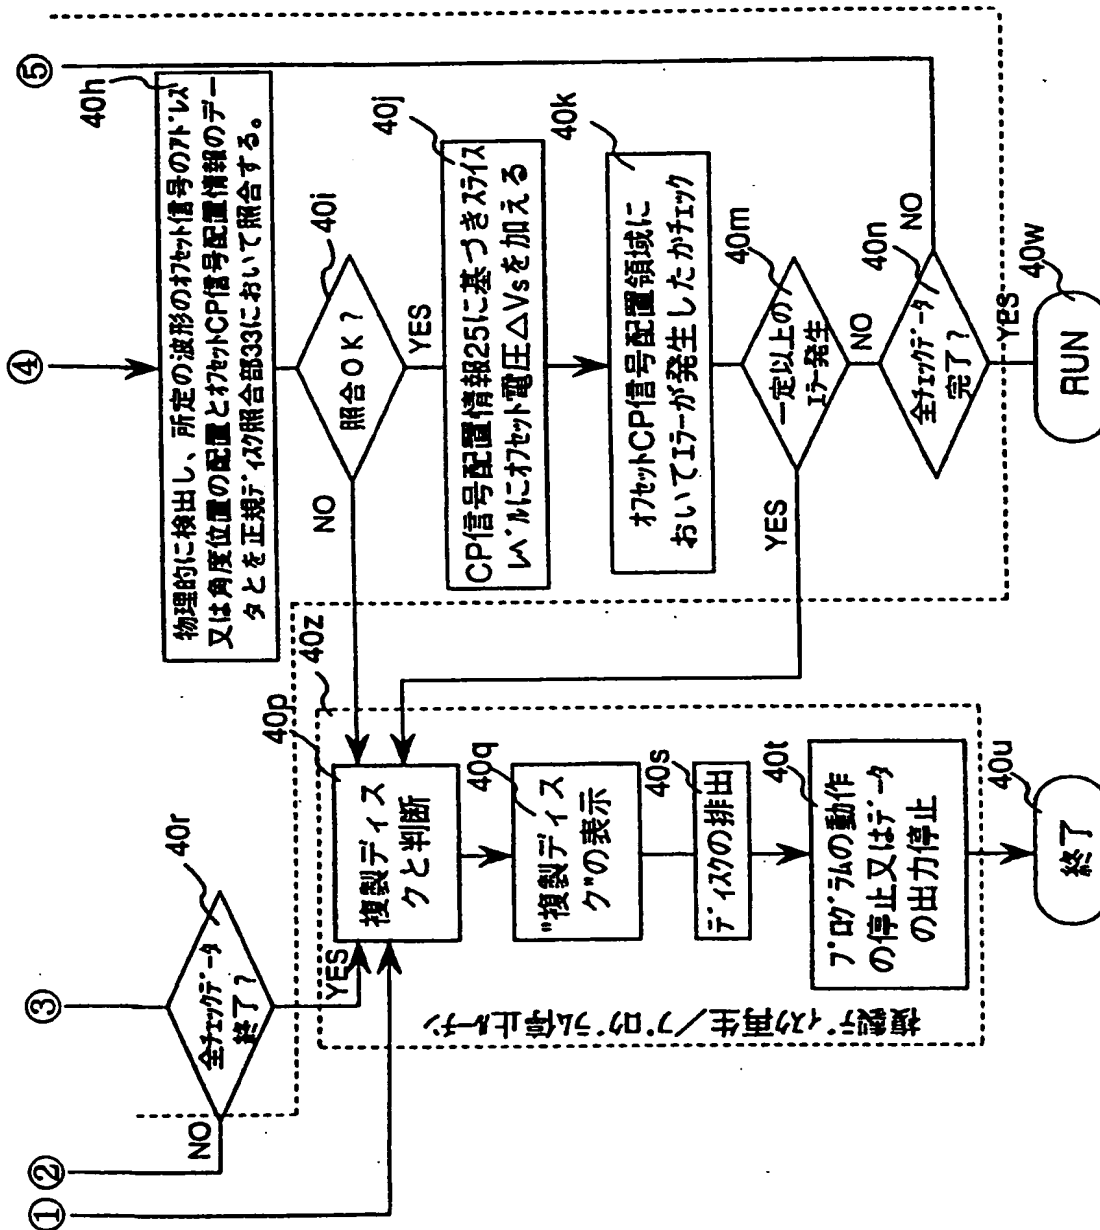 ④
40h
物理的に検出し、所定の波形のオフセット信号のアドレス
又は角度位置の配置とオフセットCP信号配置情報のデー
タとを正規ディスク照合部33において照合する。
⑤
40i
照合OK?
NO
YES
40j
CP信号配置情報25に基づきスライス
レベルにオフセット電圧△Vsを加える
40k
オフセットCP信号配置領域に
おいてエラーが発生したかチェック
40m
一定以上の
エラー発生
YES
NO
40n
全チェックデータ
完了?
NO
YES
40w
RUN
①
②
③
40r
全チェックデータ
終了?
NO
YES
40z
40p
複製ディス
クと判断
40q
"複製ディス
ク"の表示
40s
ディスクの排出
40t
プログラムの動作
の停止又はデータ
の出力停止
40u
終了
複製ディスク再生/プログラム停止ルーチン